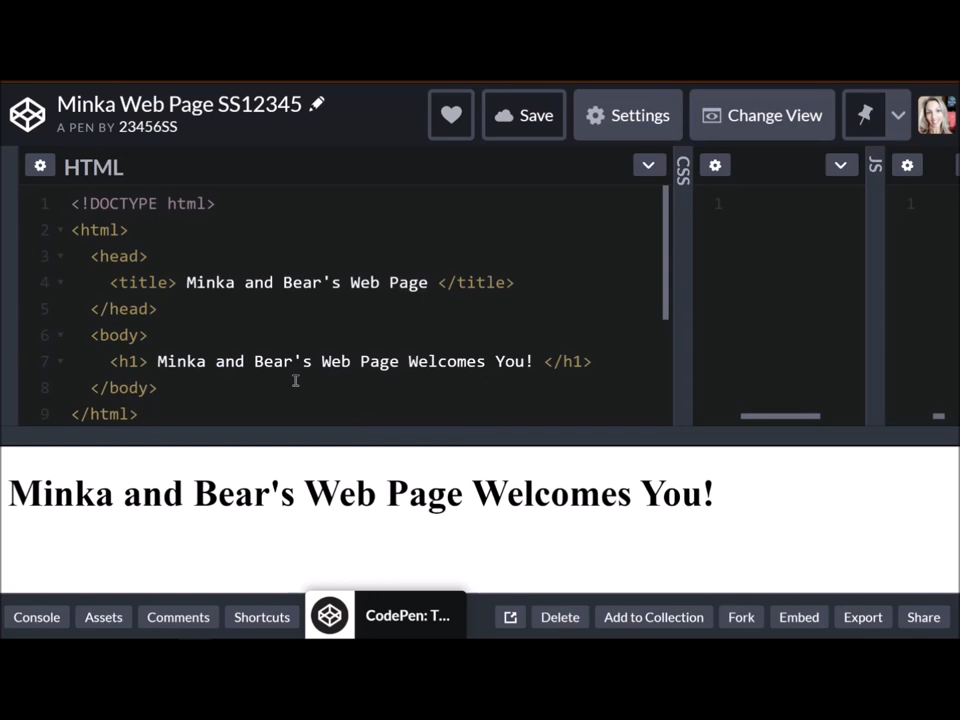 Minka Web Page SS12345
A PEN BY 23456SS
Save
Settings
Change View
HTML
CSS
JS
1 <!DOCTYPE html>
2 <html>
3 <head>
4 <title> Minka and Bear's Web Page </title>
5 </head>
6 <body>
7 <h1> Minka and Bear's Web Page Welcomes You! </h1>
8 </body>
9 </html>
1
1
Minka and Bear's Web Page Welcomes You!
Console Assets Comments Shortcuts CodePen: T... Delete Add to Collection Fork Embed Export Share